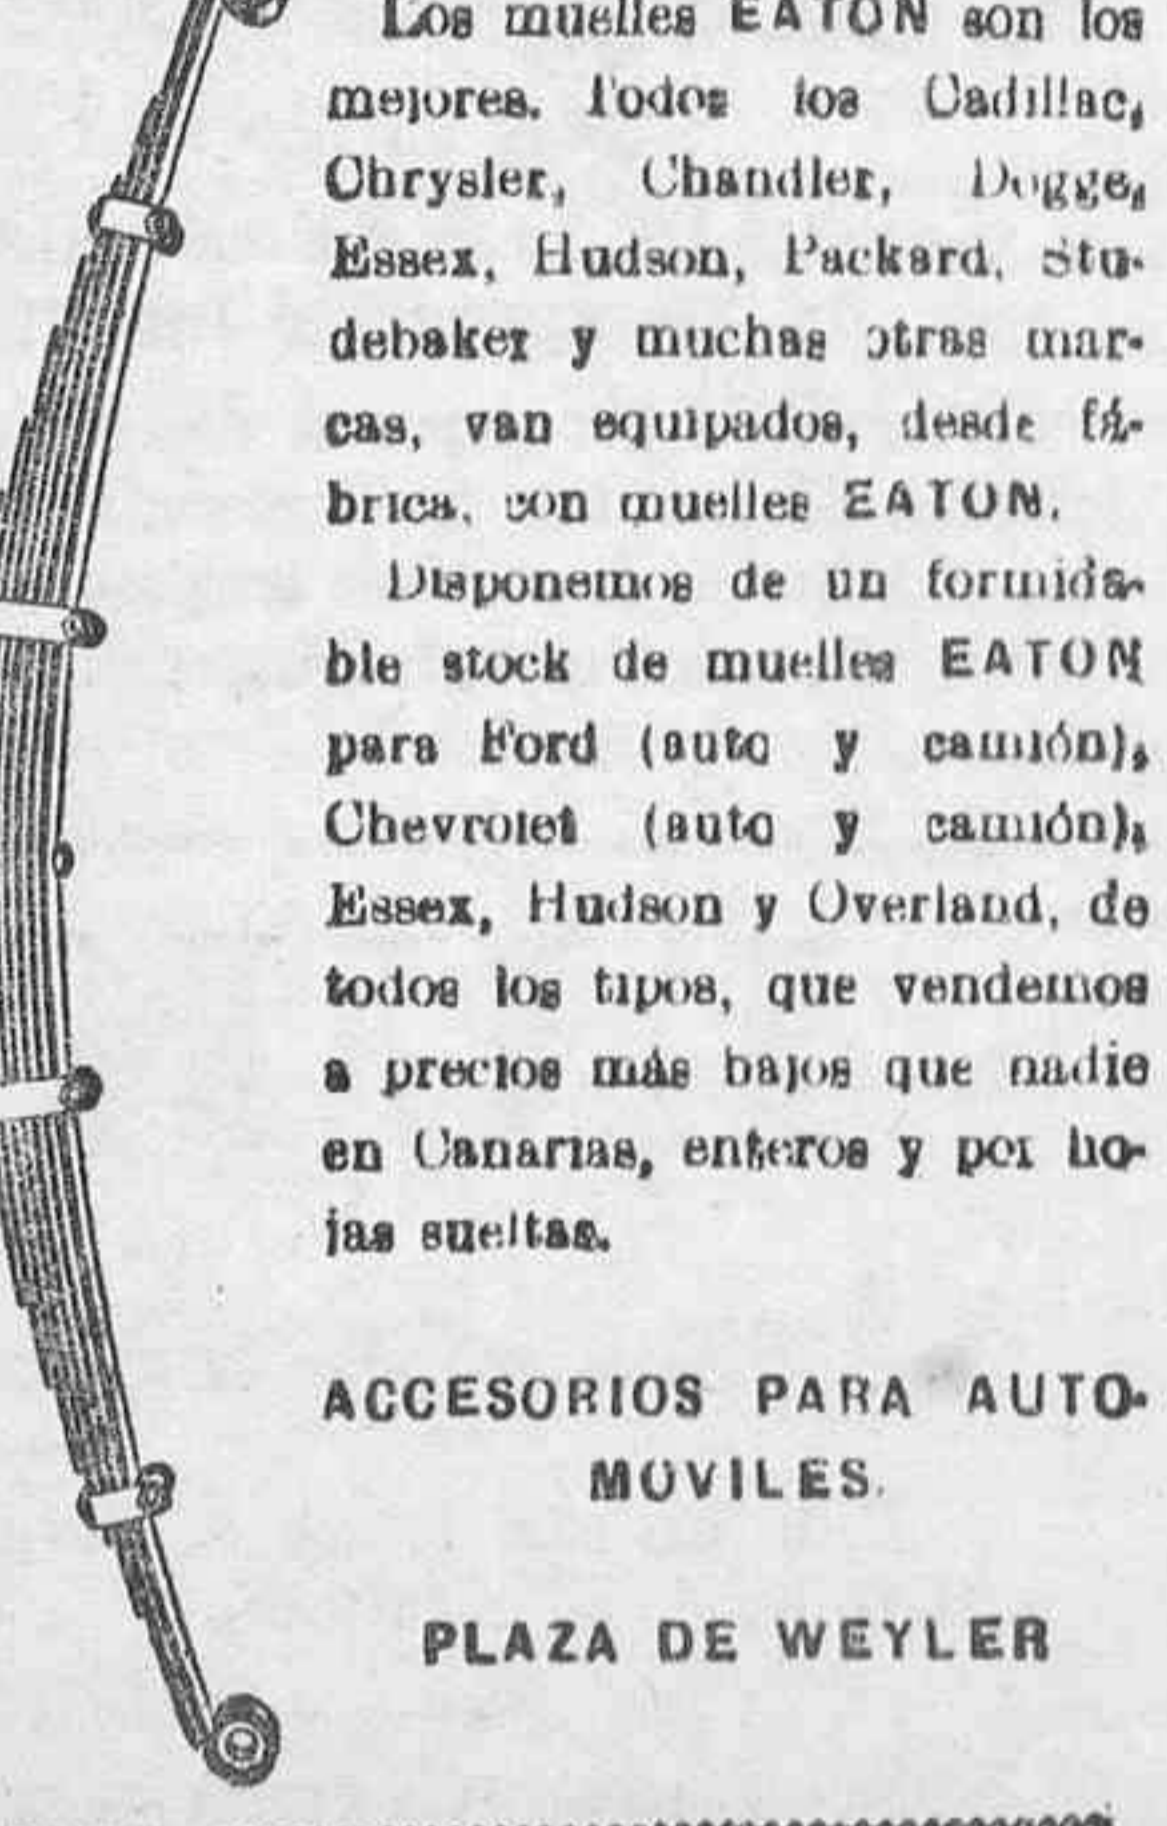 Los muelles EATON son los
mejores. Todos los Cadillac,
Chrysler, Chandler, Dogge,
Essex, Hudson, Packard, Stu-
debaker y muchas otras mar-
cas, van equipados, desde fá-
brica, con muelles EATON.
Disponemos de un formida-
ble stock de muelles EATON
para Ford (auto y camión),
Chevrolet (auto y camión),
Essex, Hudson y Overland, de
todos los tipos, que vendemos
a precios más bajos que nadie
en Canarias, enteros y por ho-
jas sueltas.
ACCESORIOS PARA AUTO-
MOVILES.
PLAZA DE WEYLER